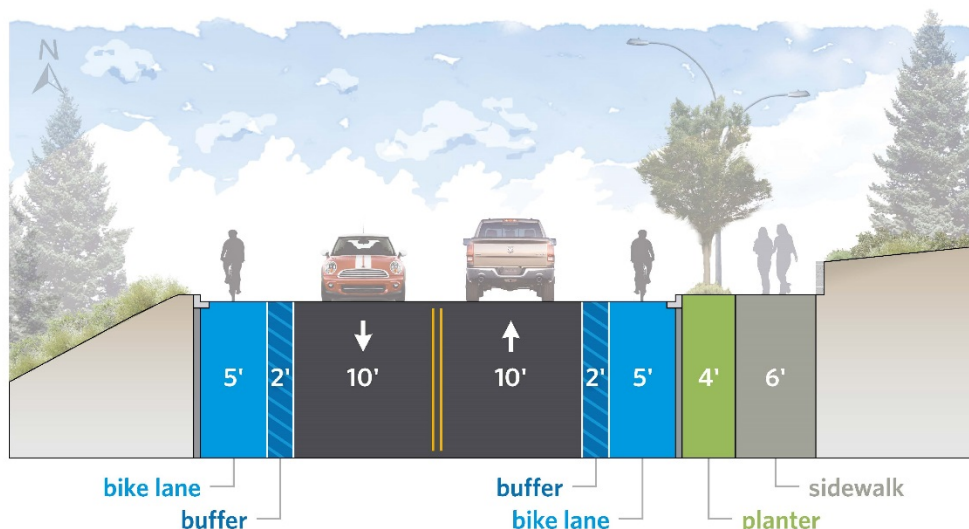 N
5' 2' 10' 10' 2' 5' 4' 6'
bike lane buffer sidewalk
buffer bike lane planter